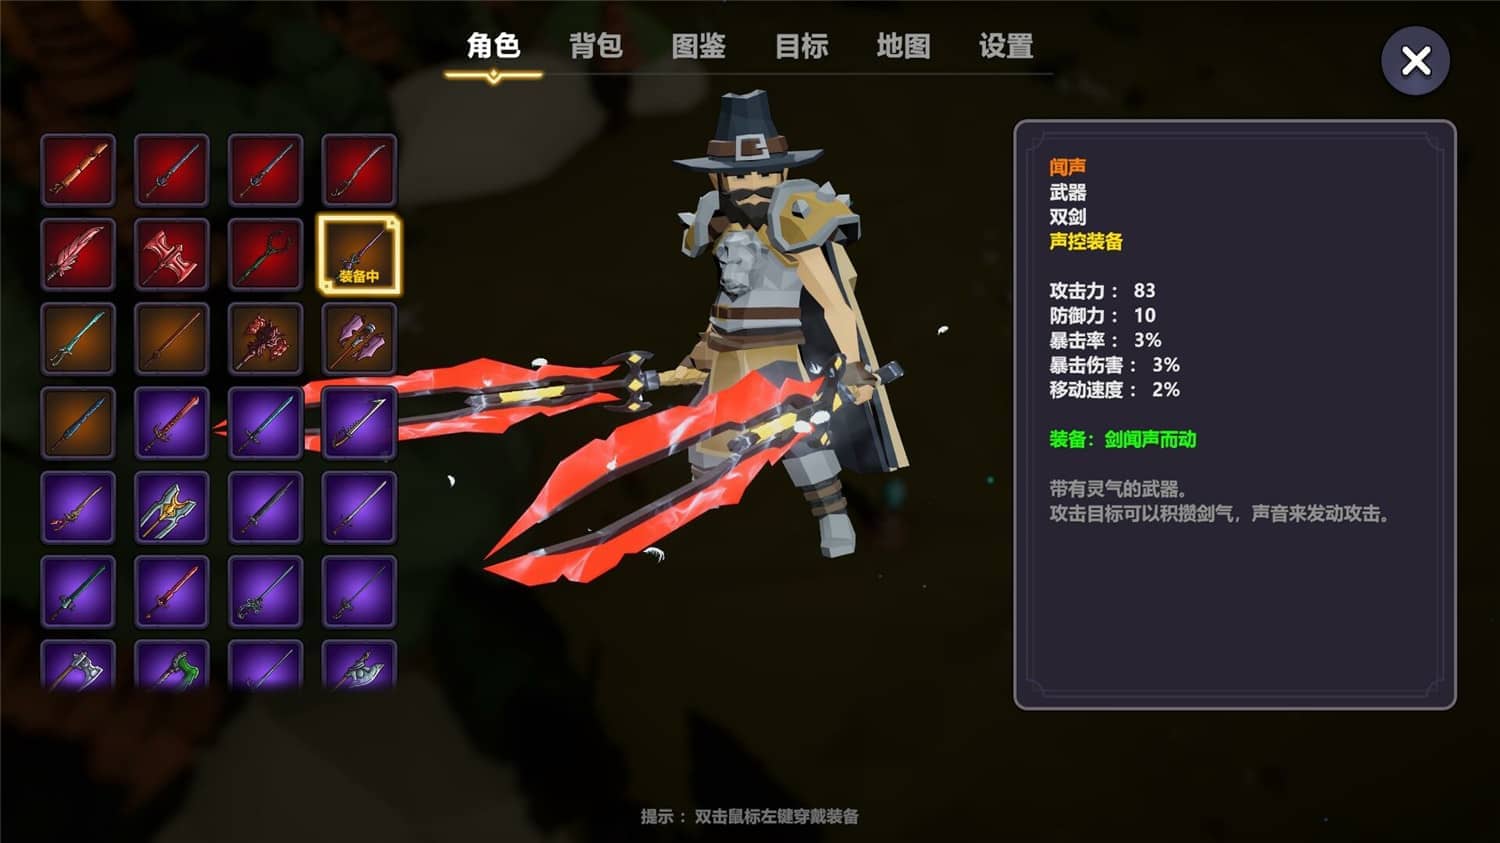 角色 背包 图鉴 目标 地图 设置
装备中
闻声
武器
双剑
声控装备
攻击力： 83
防御力： 10
暴击率： 3%
暴击伤害： 3%
移动速度： 2%
装备：剑闻声而动
带有灵气的武器。
攻击目标可以积攒剑气，声音来发动攻击。
提示： 双击鼠标左键穿戴装备